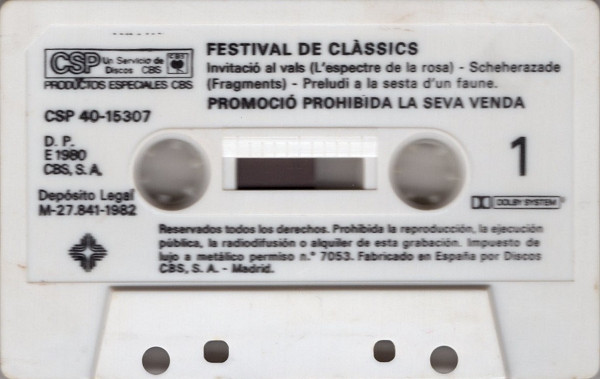 CSP
Un Servicio de
Discos CBS
CBS
PRODUCTOS ESPECIALES CBS
FESTIVAL DE CLÀSSICS
Invitació al vals (L'espectre de la rosa) - Scheherazade
(Fragments) - Preludi a la sesta d'un faune.
PROMOCIÓ PROHIBIDA LA SEVA VENDA
CSP 40-15307
D. P.
E 1980
CBS, S. A.
1
Depósito Legal
M-27.841-1982
DOLBY SYSTEM
Reservados todos los derechos. Prohibida la reproducción, la ejecución
pública, la radiodifusión o alquiler de esta grabación. Impuesto de
lujo a metálico permiso n.° 7053. Fabricado en España por Discos
CBS, S. A. - Madrid.